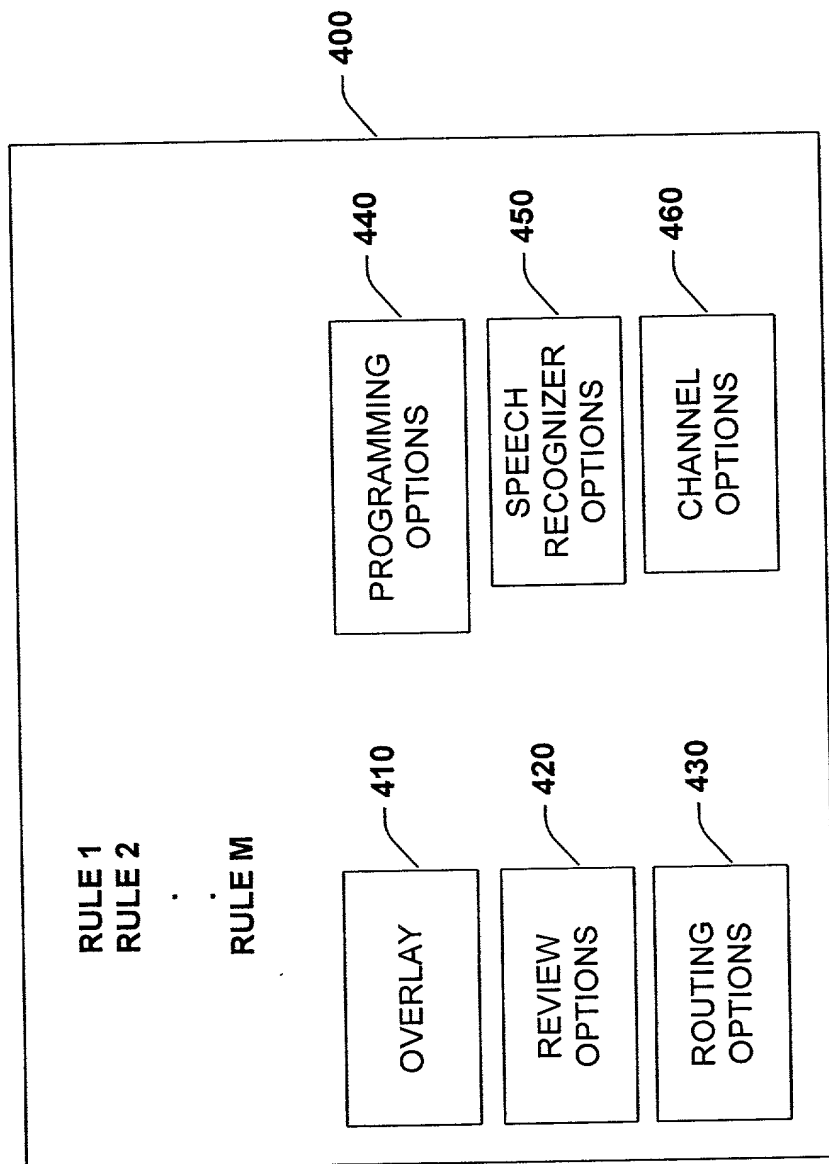 400
RULE 1
RULE 2
.
.
RULE M
410
OVERLAY
420
REVIEW
OPTIONS
430
ROUTING
OPTIONS
440
PROGRAMMING
OPTIONS
450
SPEECH
RECOGNIZER
OPTIONS
460
CHANNEL
OPTIONS